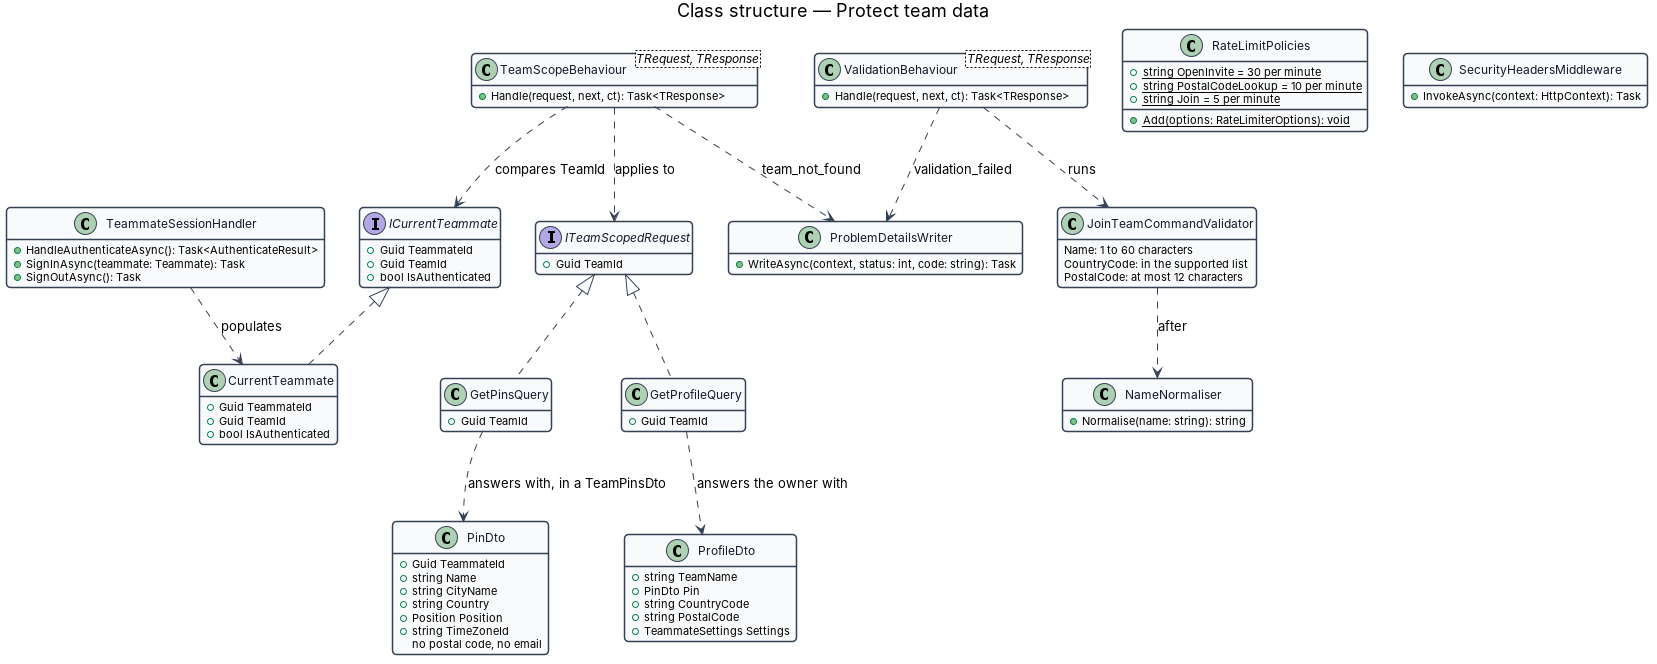 Class structure — Protect team data
C TeamScopeBehaviour
TRequest, TResponse
Handle(request, next, ct): Task<TResponse>
C ValidationBehaviour
TRequest, TResponse
Handle(request, next, ct): Task<TResponse>
C RateLimitPolicies
string OpenInvite = 30 per minute
string PostalCodeLookup = 10 per minute
string Join = 5 per minute
Add(options: RateLimiterOptions): void
C SecurityHeadersMiddleware
InvokeAsync(context: HttpContext): Task
compares TeamId
applies to
team_not_found
validation_failed
runs
C TeammateSessionHandler
HandleAuthenticateAsync(): Task<AuthenticateResult>
SignInAsync(teammate: Teammate): Task
SignOutAsync(): Task
I ICurrentTeammate
Guid TeammateId
Guid TeamId
bool IsAuthenticated
I ITeamScopedRequest
Guid TeamId
C ProblemDetailsWriter
WriteAsync(context, status: int, code: string): Task
C JoinTeamCommandValidator
Name: 1 to 60 characters
CountryCode: in the supported list
PostalCode: at most 12 characters
populates
after
C CurrentTeammate
Guid TeammateId
Guid TeamId
bool IsAuthenticated
C GetPinsQuery
Guid TeamId
C GetProfileQuery
Guid TeamId
C NameNormaliser
Normalise(name: string): string
answers with, in a TeamPinsDto
answers the owner with
C PinDto
Guid TeammateId
string Name
string CityName
string Country
Position Position
string TimeZoneId
no postal code, no email
C ProfileDto
string TeamName
PinDto Pin
string CountryCode
string PostalCode
TeammateSettings Settings